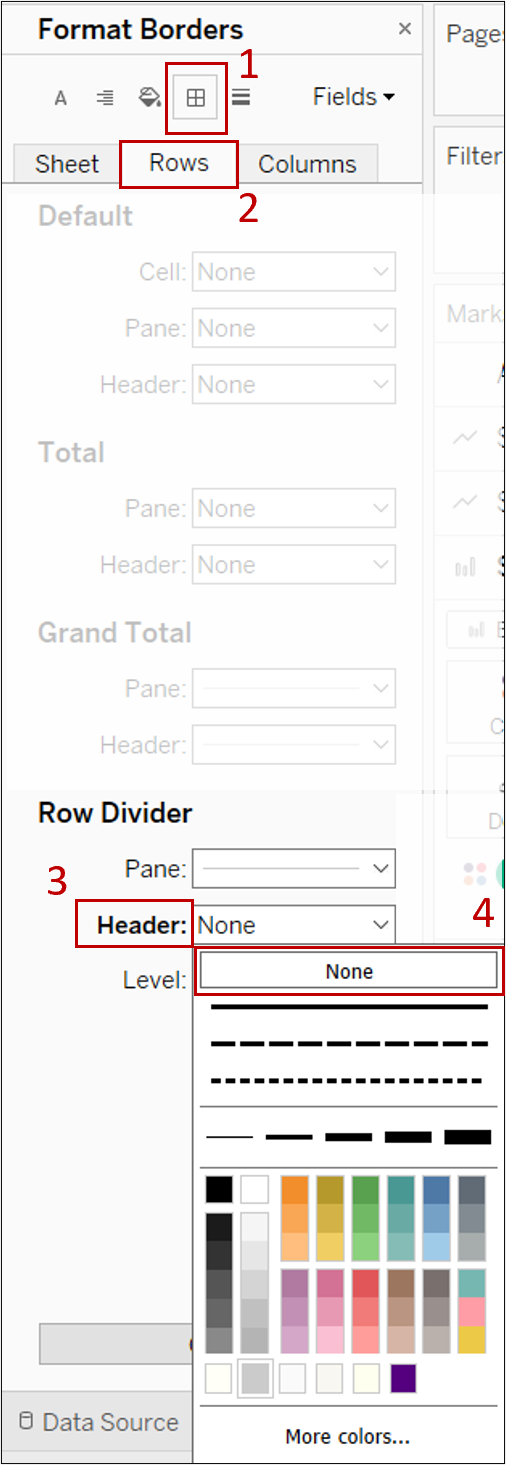 Format Borders ×
Pages
1
A Fields
Sheet Rows Columns
Filter
2
Default
Cell: None
Pane: None
Mark
Header: None
Total
Pane: None
Header: None
Grand Total
Pane:
Header:
Row Divider
Pane:
3
4
Header: None
None
Level:
Data Source
More colors...